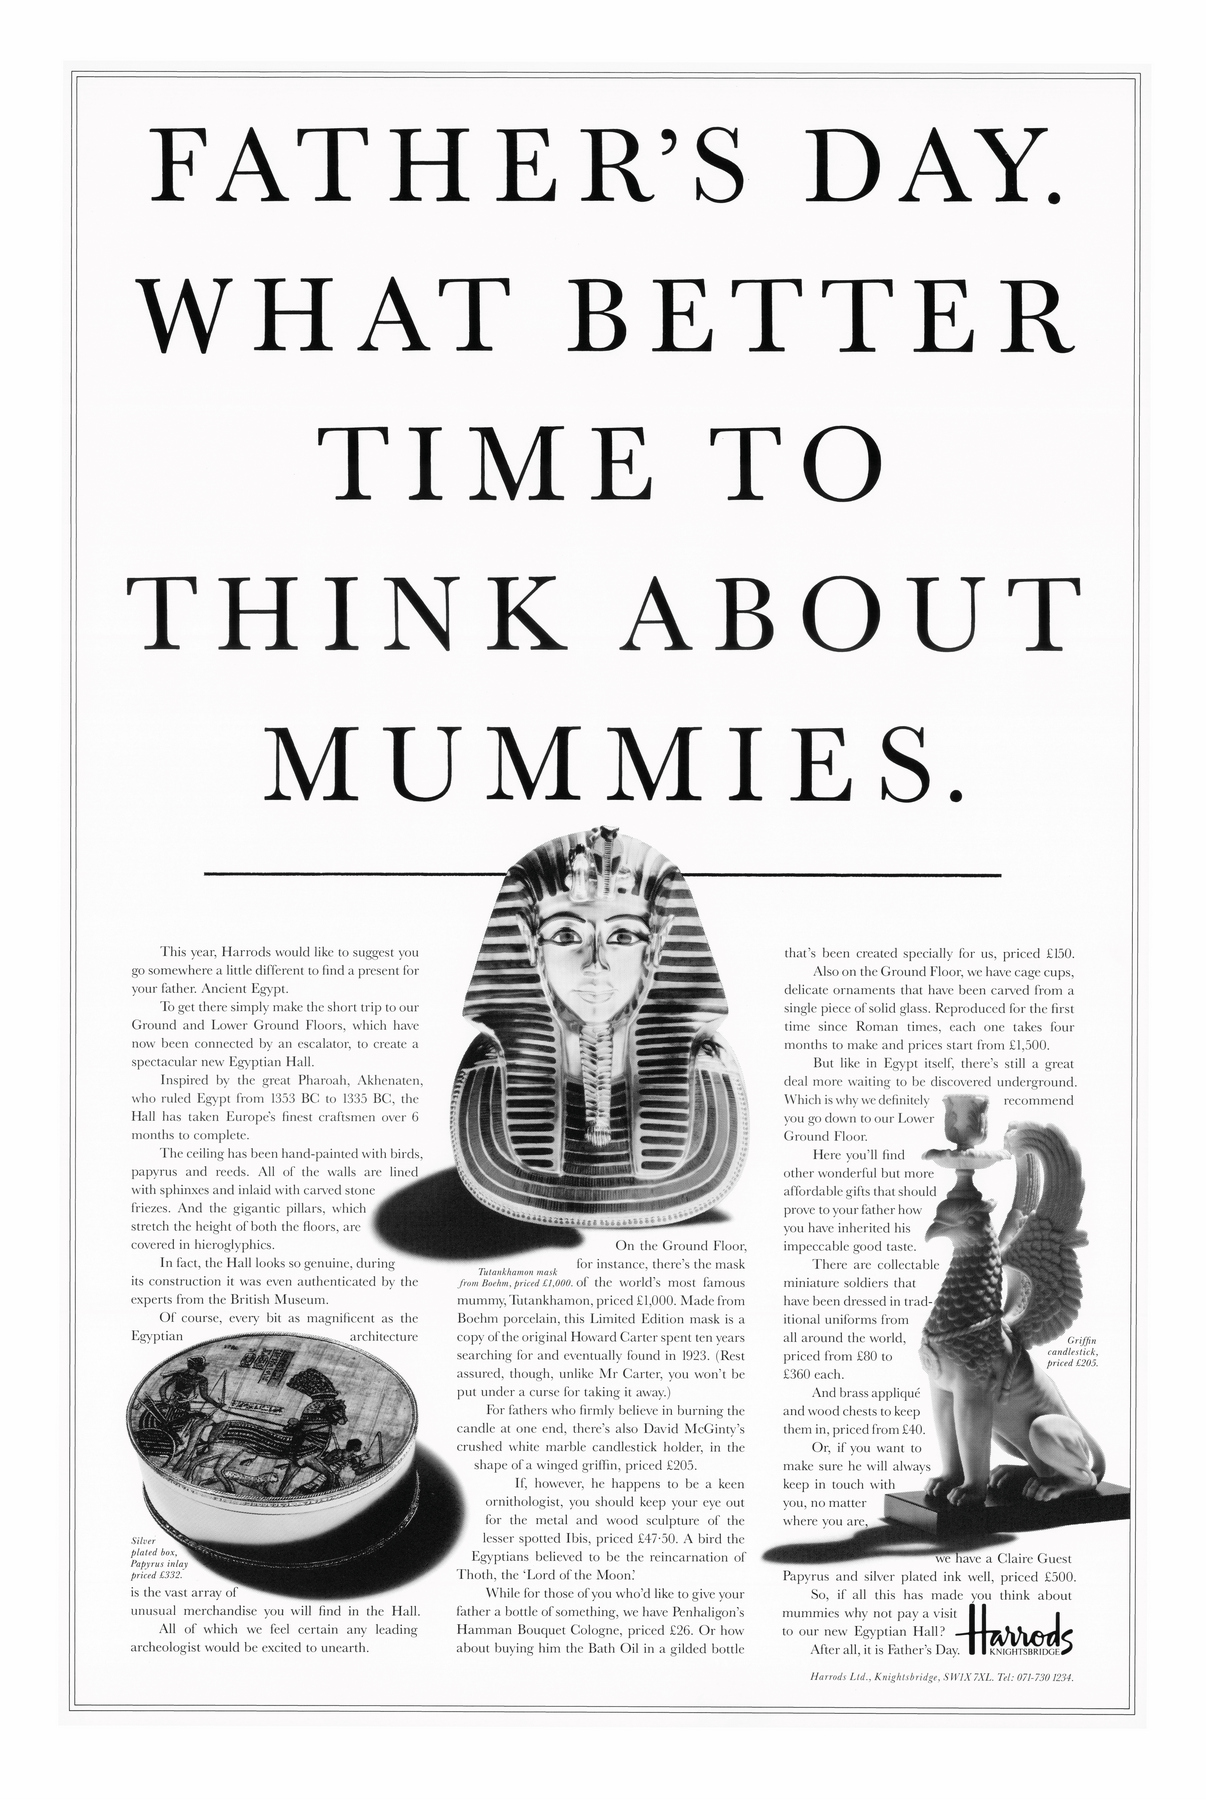 FATHER'S DAY.
WHAT BETTER
TIME TO
THINK ABOUT
MUMMIES.
This year, Harrods would like to suggest you
go somewhere a little different to find a present for
your father. Ancient Egypt.
To get there simply make the short trip to our
Ground and Lower Ground Floors, which have
now been connected by an escalator, to create a
spectacular new Egyptian Hall.
Inspired by the great Pharoah, Akhenaten,
who ruled Egypt from 1353 BC to 1335 BC, the
Hall has taken Europe's finest craftsmen over 6
months to complete.
The ceiling has been hand-painted with birds,
papyrus and reeds. All of the walls are lined
with sphinxes and inlaid with carved stone
friezes. And the gigantic pillars, which
stretch the height of both the floors, are
covered in hieroglyphics.
In fact, the Hall looks so genuine, during
its construction it was even authenticated by the
experts from the British Museum.
Of course, every bit as magnificent as the
Egyptian architecture
Silver
plated box,
Papyrus inlay
priced £332.
is the vast array of
unusual merchandise you will find in the Hall.
All of which we feel certain any leading
archeologist would be excited to unearth.
Tutankhamon mask
from Boehm, priced £1,000.
On the Ground Floor,
for instance, there's the mask
of the world's most famous
mummy, Tutankhamon, priced £1,000. Made from
Boehm porcelain, this Limited Edition mask is a
copy of the original Howard Carter spent ten years
searching for and eventually found in 1923. (Rest
assured, though, unlike Mr Carter, you won't be
put under a curse for taking it away.)
For fathers who firmly believe in burning the
candle at one end, there's also David McGinty's
crushed white marble candlestick holder, in the
shape of a winged griffin, priced £205.
If, however, he happens to be a keen
ornithologist, you should keep your eye out
for the metal and wood sculpture of the
lesser spotted Ibis, priced £47·50. A bird the
Egyptians believed to be the reincarnation of
Thoth, the 'Lord of the Moon.'
While for those of you who'd like to give your
father a bottle of something, we have Penhaligon's
Hamman Bouquet Cologne, priced £26. Or how
about buying him the Bath Oil in a gilded bottle
that's been created specially for us, priced £150.
Also on the Ground Floor, we have cage cups,
delicate ornaments that have been carved from a
single piece of solid glass. Reproduced for the first
time since Roman times, each one takes four
months to make and prices start from £1,500.
But like in Egypt itself, there's still a great
deal more waiting to be discovered underground.
Which is why we definitely recommend
you go down to our Lower
Ground Floor.
Here you'll find
other wonderful but more
affordable gifts that should
prove to your father how
you have inherited his
impeccable good taste.
There are collectable
miniature soldiers that
have been dressed in trad-
itional uniforms from
all around the world,
priced from £80 to
£360 each.
And brass appliqué
and wood chests to keep
them in, priced from £40.
Or, if you want to
make sure he will always
keep in touch with
you, no matter
where you are,
Griffin
candlestick,
priced £205.
we have a Claire Guest
Papyrus and silver plated ink well, priced £500.
So, if all this has made you think about
mummies why not pay a visit
to our new Egyptian Hall?
After all, it is Father's Day.
Harrods
KNIGHTSBRIDGE
Harrods Ltd., Knightsbridge, SW1X 7XL. Tel: 071-730 1234.